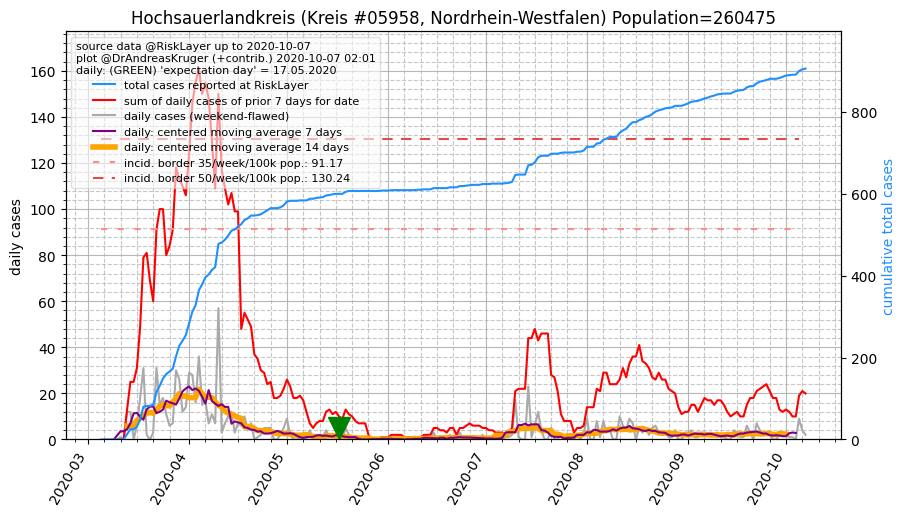 Hochsauerlandkreis (Kreis #05958, Nordrhein-Westfalen) Population=260475
source data @RiskLayer up to 2020-10-07
plot @DrAndreasKruger (+contrib.) 2020-10-07 02:01
daily: (GREEN) 'expectation day' = 17.05.2020
total cases reported at RiskLayer
sum of daily cases of prior 7 days for date
daily cases (weekend-flawed)
daily: centered moving average 7 days
daily: centered moving average 14 days
incid. border 35/week/100k pop.: 91.17
incid. border 50/week/100k pop.: 130.24
daily cases
160
140
120
100
80
60
40
20
0
cumulative total cases
800
600
400
200
0
2020-03
2020-04
2020-05
2020-06
2020-07
2020-08
2020-09
2020-10